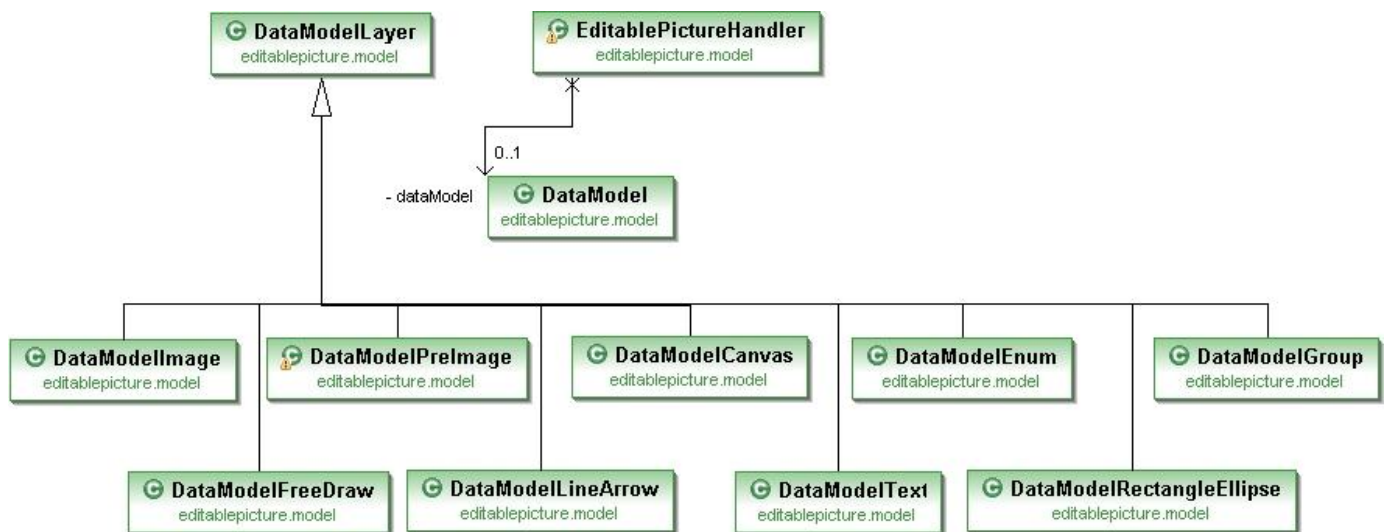 DataModelLayer
editablepicture.model
EditablePictureHandler
editablepicture.model
0..1
- dataModel
DataModel
editablepicture.model
DataModelImage
editablepicture.model
DataModelPreImage
editablepicture.model
DataModelCanvas
editablepicture.model
DataModelEnum
editablepicture.model
DataModelGroup
editablepicture.model
DataModelFreeDraw
editablepicture.model
DataModelLineArrow
editablepicture.model
DataModelText
editablepicture.model
DataModelRectangleEllipse
editablepicture.model